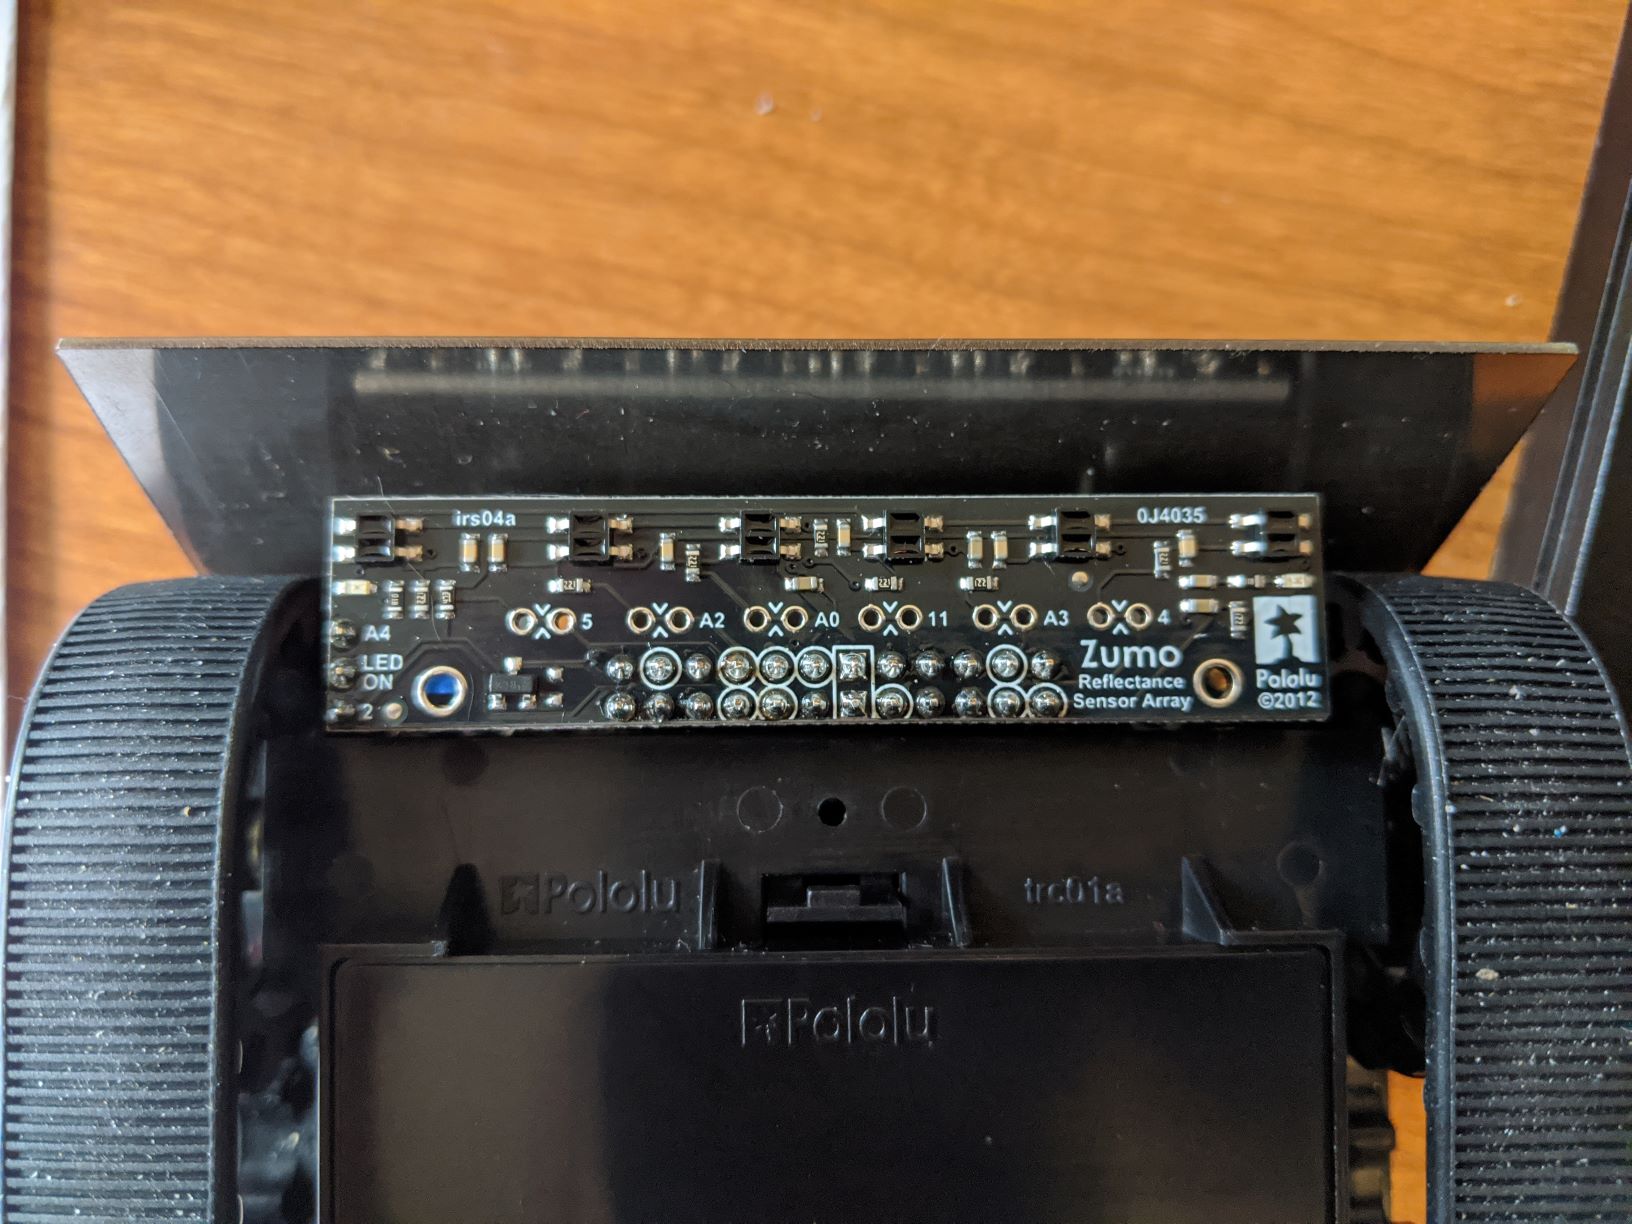 irs04a
0J4035
5 A2 A0 11 A3 4
A4
LED
ON
2
Zumo
Reflectance
Sensor Array
Pololu
©2012
Pololu
trc01a
Pololu